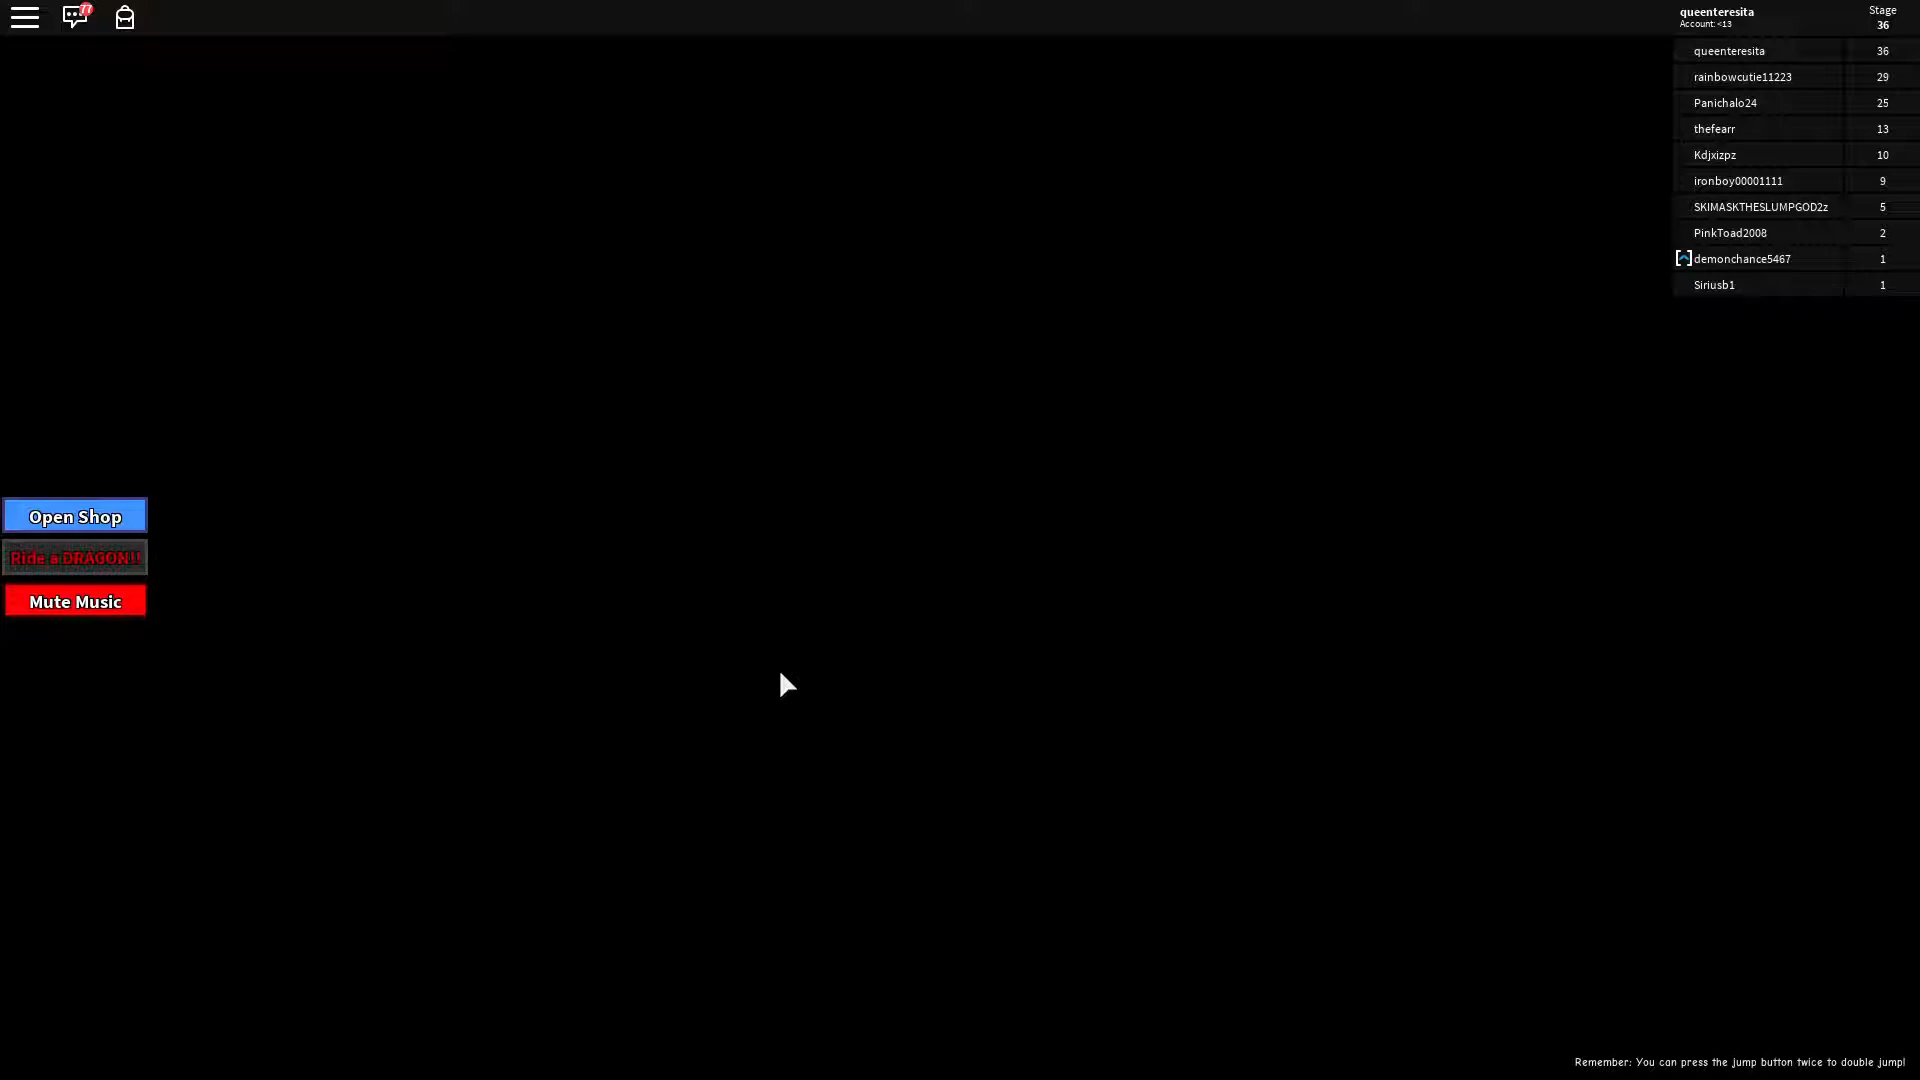 77
queenteresita
Account: <13
Stage
36
queenteresita 36
rainbowcutie11223 29
Panichalo24 25
thefearr 13
Kdjxizpz 10
ironboy00001111 9
SKIMASKTHESLUMPGOD2z 5
PinkToad2008 2
demonchance5467 1
Siriusb1 1
Open Shop
Ride a DRAGON!!
Mute Music
Remember: You can press the jump button twice to double jump!